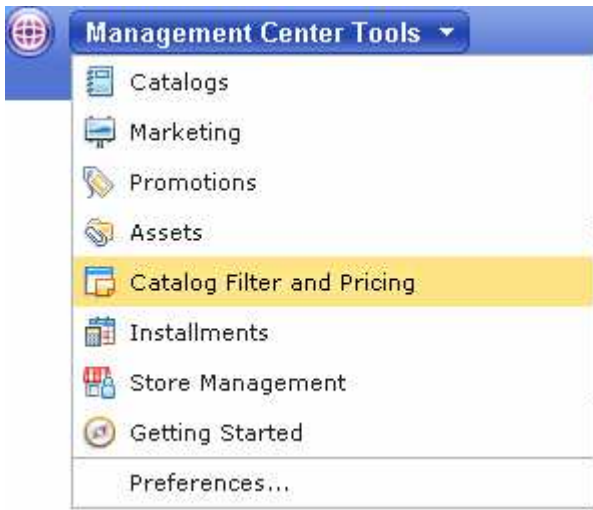 Management Center Tools
Catalogs
Marketing
Promotions
Assets
Catalog Filter and Pricing
Installments
Store Management
Getting Started
Preferences...